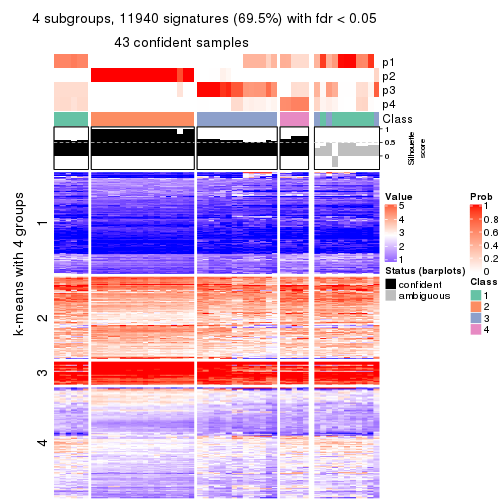 4 subgroups, 11940 signatures (69.5%) with fdr < 0.05
43 confident samples
p1
p2
p3
p4
Class
1
0.5
0
Silhouette
score
k-means with 4 groups
1
2
3
4
Value
5
4
3
2
1
Status (barplots)
confident
ambiguous
Prob
1
0.8
0.6
0.4
0.2
0
Class
1
2
3
4